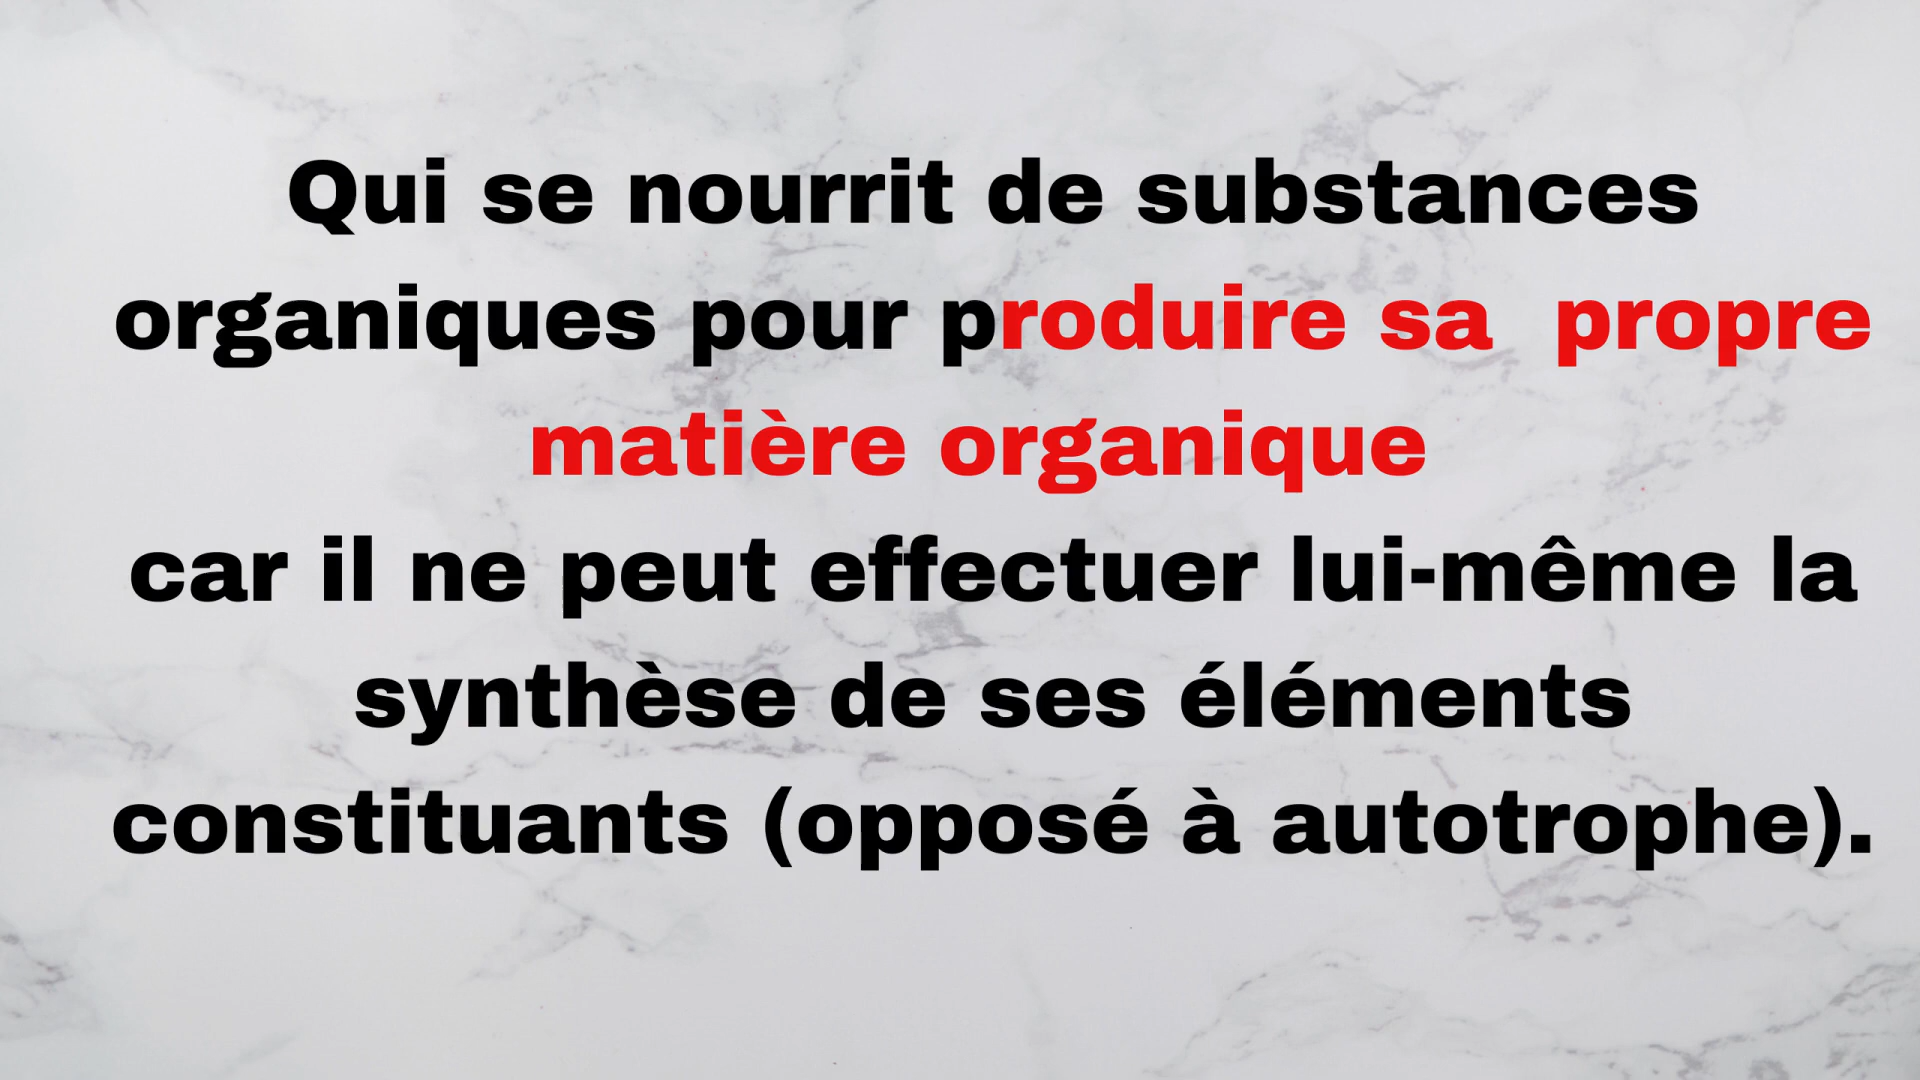 Qui se nourrit de substances
organiques pour produire sa  propre
matière organique
car il ne peut effectuer lui-même la
synthèse de ses éléments
constituants (opposé à autotrophe).